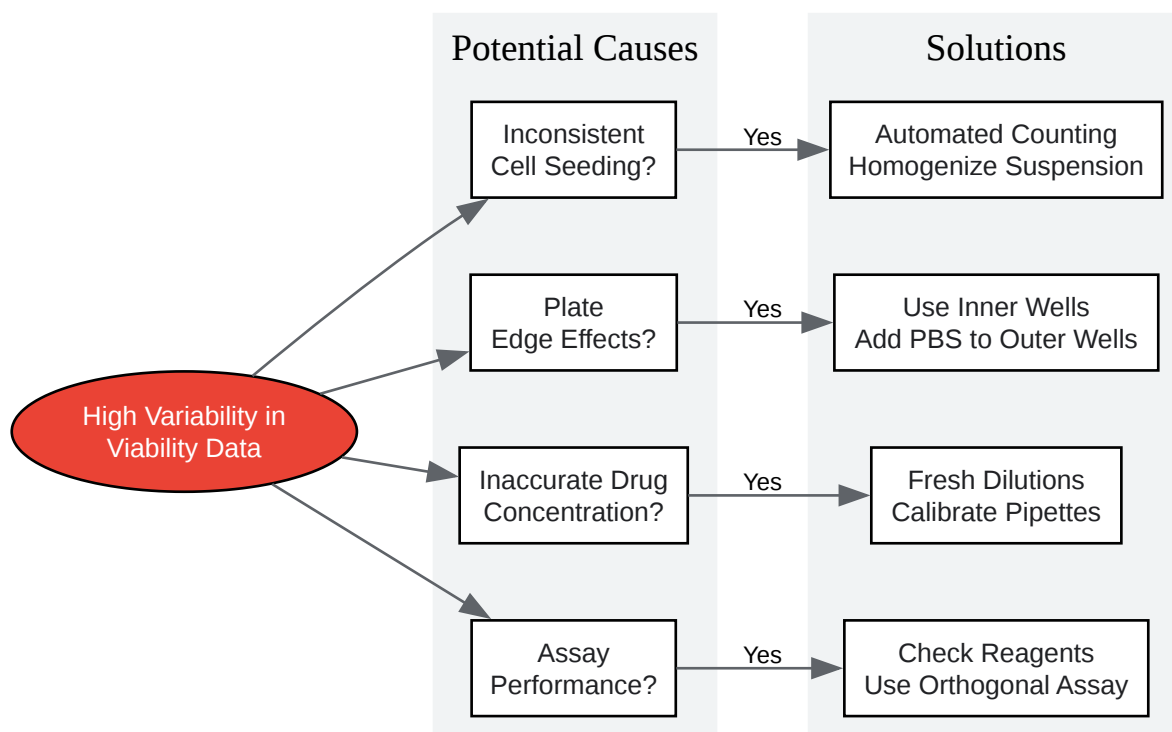 Potential Causes
Solutions
Inconsistent
Cell Seeding?
Yes
Automated Counting
Homogenize Suspension
Plate
Edge Effects?
Yes
Use Inner Wells
Add PBS to Outer Wells
High Variability in
Viability Data
Inaccurate Drug
Concentration?
Yes
Fresh Dilutions
Calibrate Pipettes
Assay
Performance?
Yes
Check Reagents
Use Orthogonal Assay